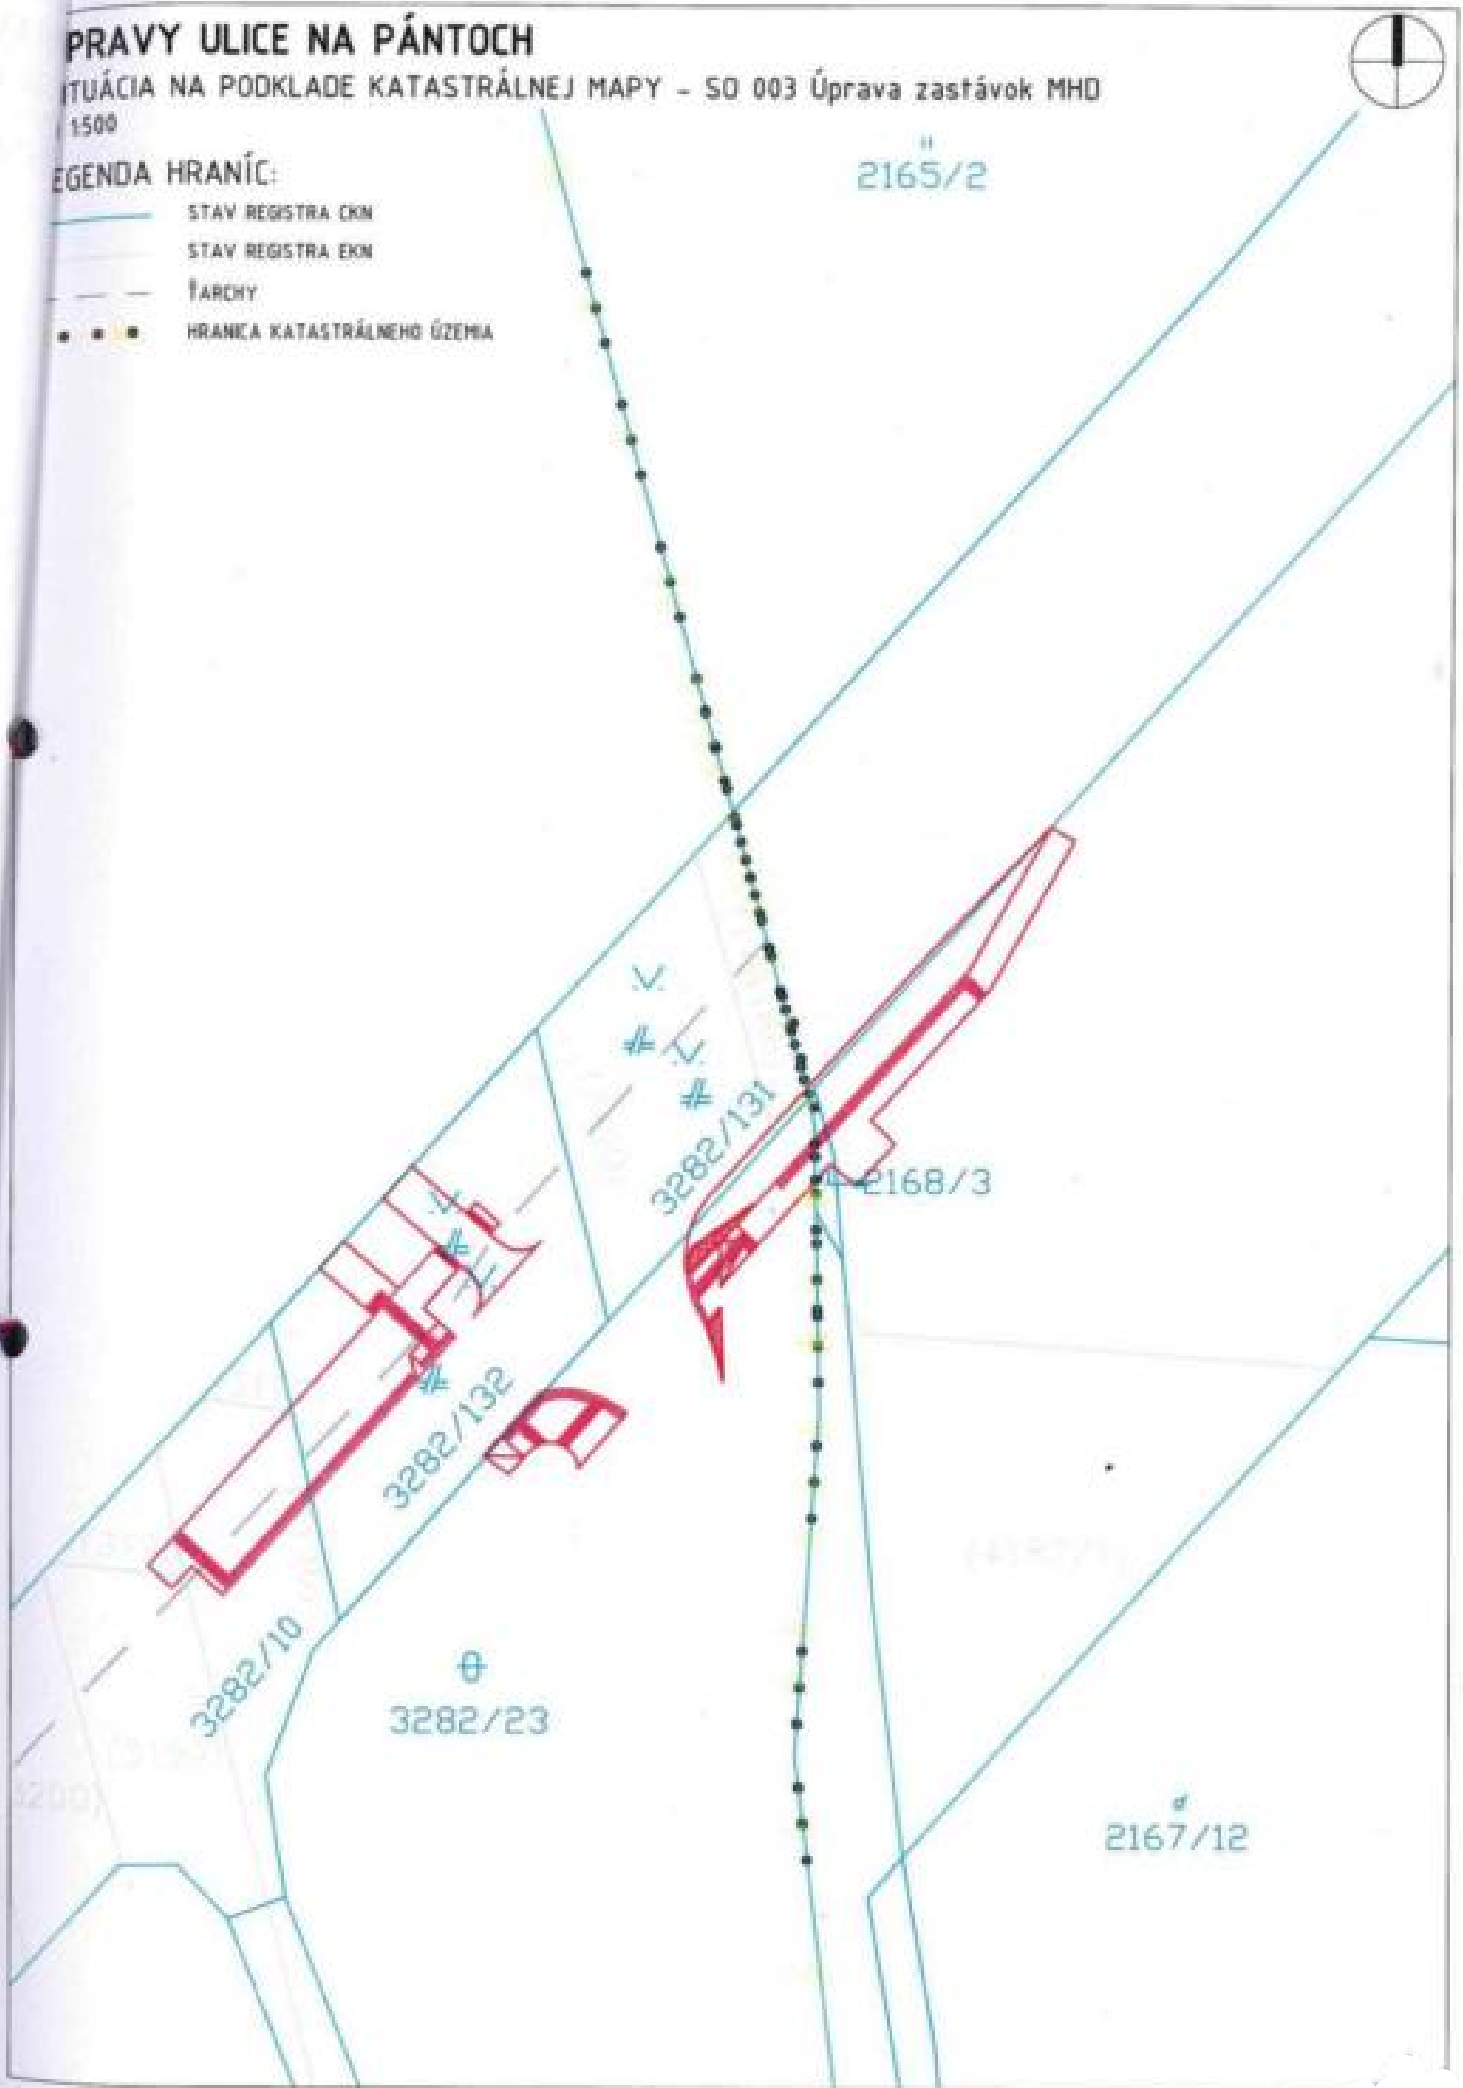 PRAVY ULICE NA PÁNTOCH
ITUÁCIA NA PODKLADE KATASTRÁLNEJ MAPY - SO 003 Úprava zastávok MHD
1:500
EGENDA HRANÍC:
STAV REGISTRA CKN
STAV REGISTRA EKN
ŤARCHY
HRANICA KATASTRÁLNEHO ÚZEMIA
2165/2
3282/131
2168/3
3282/132
3282/10
3282/23
2167/12